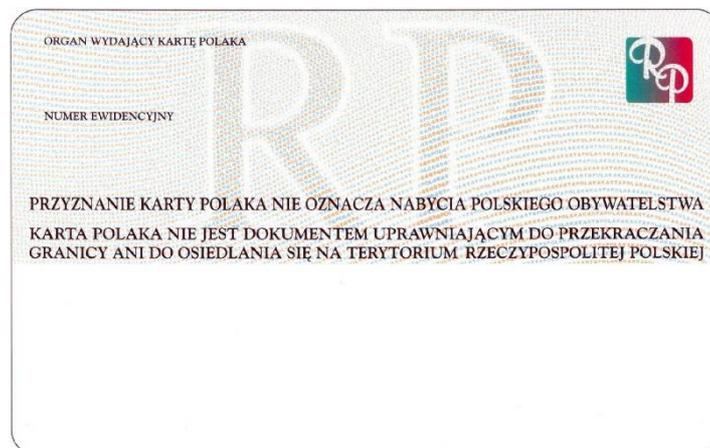 ORGAN WYDAJĄCY KARTĘ POLAKA
RP
RP
NUMER EWIDENCYJNY
PRZYZNANIE KARTY POLAKA NIE OZNACZA NABYCIA POLSKIEGO OBYWATELSTWA
KARTA POLAKA NIE JEST DOKUMENTEM UPRAWNIAJĄCYM DO PRZEKRACZANIA
GRANICY ANI DO OSIEDLANIA SIĘ NA TERYTORIUM RZECZYPOSPOLITEJ POLSKIEJ